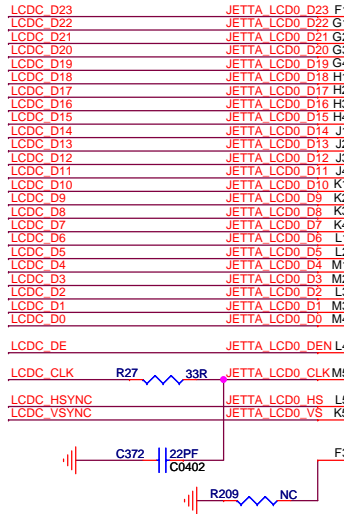 LCDC_D23 JETTA_LCD0_D23
LCDC_D22 JETTA_LCD0_D22
LCDC_D21 JETTA_LCD0_D21
LCDC_D20 JETTA_LCD0_D20
LCDC_D19 JETTA_LCD0_D19
LCDC_D18 JETTA_LCD0_D18
LCDC_D17 JETTA_LCD0_D17
LCDC_D16 JETTA_LCD0_D16
LCDC_D15 JETTA_LCD0_D15
LCDC_D14 JETTA_LCD0_D14
LCDC_D13 JETTA_LCD0_D13
LCDC_D12 JETTA_LCD0_D12
LCDC_D11 JETTA_LCD0_D11
LCDC_D10 JETTA_LCD0_D10
LCDC_D9 JETTA_LCD0_D9
LCDC_D8 JETTA_LCD0_D8
LCDC_D7 JETTA_LCD0_D7
LCDC_D6 JETTA_LCD0_D6
LCDC_D5 JETTA_LCD0_D5
LCDC_D4 JETTA_LCD0_D4
LCDC_D3 JETTA_LCD0_D3
LCDC_D2 JETTA_LCD0_D2
LCDC_D1 JETTA_LCD0_D1
LCDC_D0 JETTA_LCD0_D0
LCDC_DE JETTA_LCD0_DEN
LCDC_CLK R27 33R JETTA_LCD0_CLK
LCDC_HSYNC JETTA_LCD0_HS
LCDC_VSYNC JETTA_LCD0_VS
C372 22PF
C0402
R209 NC